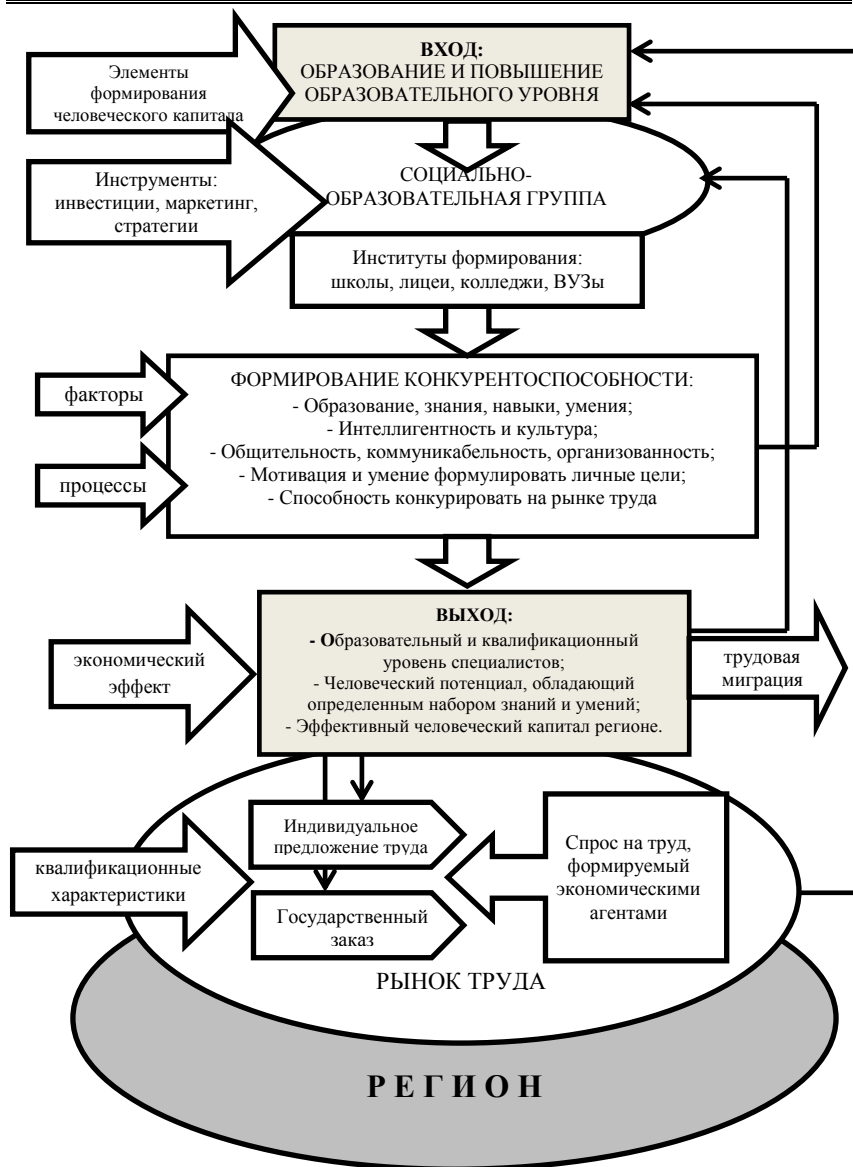 ВХОД:
ОБРАЗОВАНИЕ И ПОВЫШЕНИЕ
ОБРАЗОВАТЕЛЬНОГО УРОВНЯ
Элементы
формирования
человеческого капитала
СОЦИАЛЬНО-
ОБРАЗОВАТЕЛЬНАЯ ГРУППА
Инструменты:
инвестиции, маркетинг,
стратегии
Институты формирования:
школы, лицеи, колледжи, ВУЗы
ФОРМИРОВАНИЕ КОНКУРЕНТОСПОСОБНОСТИ:
- Образование, знания, навыки, умения;
- Интеллигентность и культура;
- Общительность, коммуникабельность, организованность;
- Мотивация и умение формулировать личные цели;
- Способность конкурировать на рынке труда
факторы
процессы
ВЫХОД:
- Образовательный и квалификационный
уровень специалистов;
- Человеческий потенциал, обладающий
определенным набором знаний и умений;
- Эффективный человеческий капитал регионе.
экономический
эффект
трудовая
миграция
Индивидуальное
предложение труда
Спрос на труд,
формируемый
экономическими
агентами
квалификационные
характеристики
Государственный
заказ
РЫНОК ТРУДА
Р Е Г И О Н